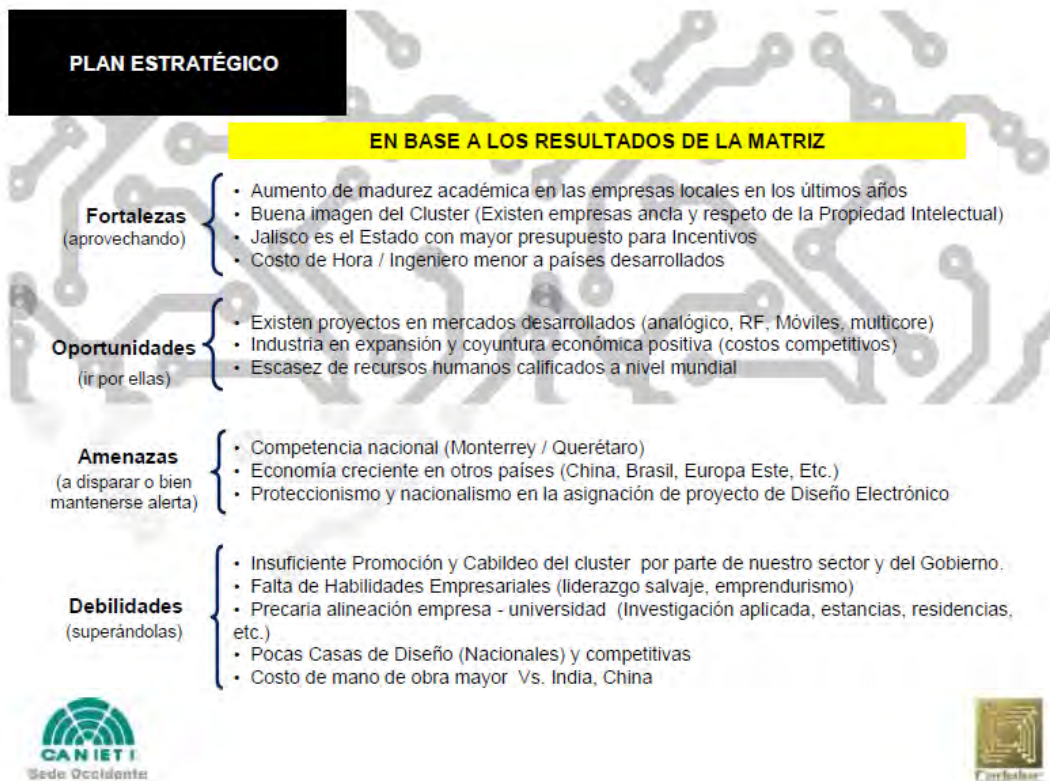 PLAN ESTRATÉGICO
EN BASE A LOS RESULTADOS DE LA MATRIZ
Fortalezas
(aprovechando)
• Aumento de madurez académica en las empresas locales en los últimos años
• Buena imagen del Cluster (Existen empresas ancla y respeto de la Propiedad Intelectual)
• Jalisco es el Estado con mayor presupuesto para Incentivos
• Costo de Hora / Ingeniero menor a países desarrollados
Oportunidades
(ir por ellas)
• Existen proyectos en mercados desarrollados (analógico, RF, Móviles, multicore)
• Industria en expansión y coyuntura económica positiva (costos competitivos)
• Escasez de recursos humanos calificados a nivel mundial
Amenazas
(a disparar o bien
mantenerse alerta)
• Competencia nacional (Monterrey / Querétaro)
• Economía creciente en otros países (China, Brasil, Europa Este, Etc.)
• Proteccionismo y nacionalismo en la asignación de proyecto de Diseño Electrónico
Debilidades
(superándolas)
• Insuficiente Promoción y Cabildeo del cluster por parte de nuestro sector y del Gobierno.
• Falta de Habilidades Empresariales (liderazgo salvaje, emprendurismo)
• Precaria alineación empresa - universidad (Investigación aplicada, estancias, residencias,
etc.)
• Pocas Casas de Diseño (Nacionales) y competitivas
• Costo de mano de obra mayor Vs. India, China
CANIETI
Sede Occidente